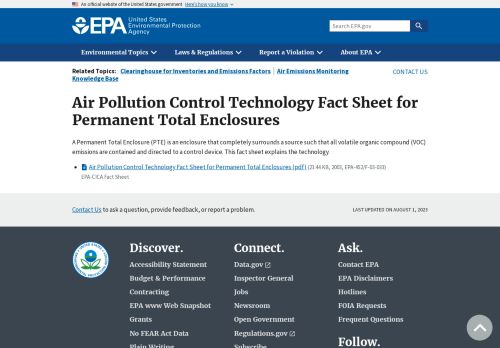 An official website of the United States government Here's how you know
EPA United States
Environmental Protection
Agency
Search EPA.gov
Environmental Topics Laws & Regulations Report a Violation About EPA
Related Topics: Clearinghouse for Inventories and Emissions Factors Air Emissions Monitoring CONTACT US
Knowledge Base
Air Pollution Control Technology Fact Sheet for
Permanent Total Enclosures
A Permanent Total Enclosure (PTE) is an enclosure that completely surrounds a source such that all volatile organic compound (VOC)
emissions are contained and directed to a control device. This fact sheet explains the technology
Air Pollution Control Technology Fact Sheet for Permanent Total Enclosures (pdf) (23.44 KB, 2003, EPA-452/F-03-033)
EPA-CICA Fact Sheet
Contact Us to ask a question, provide feedback, or report a problem. LAST UPDATED ON AUGUST 1, 2023
Discover. Connect. Ask.
Accessibility Statement Data.gov Contact EPA
Budget & Performance Inspector General EPA Disclaimers
Contracting Jobs Hotlines
EPA www Web Snapshot Newsroom FOIA Requests
Grants Open Government Frequent Questions
No FEAR Act Data Regulations.gov Follow.
Plain Writing Subscribe